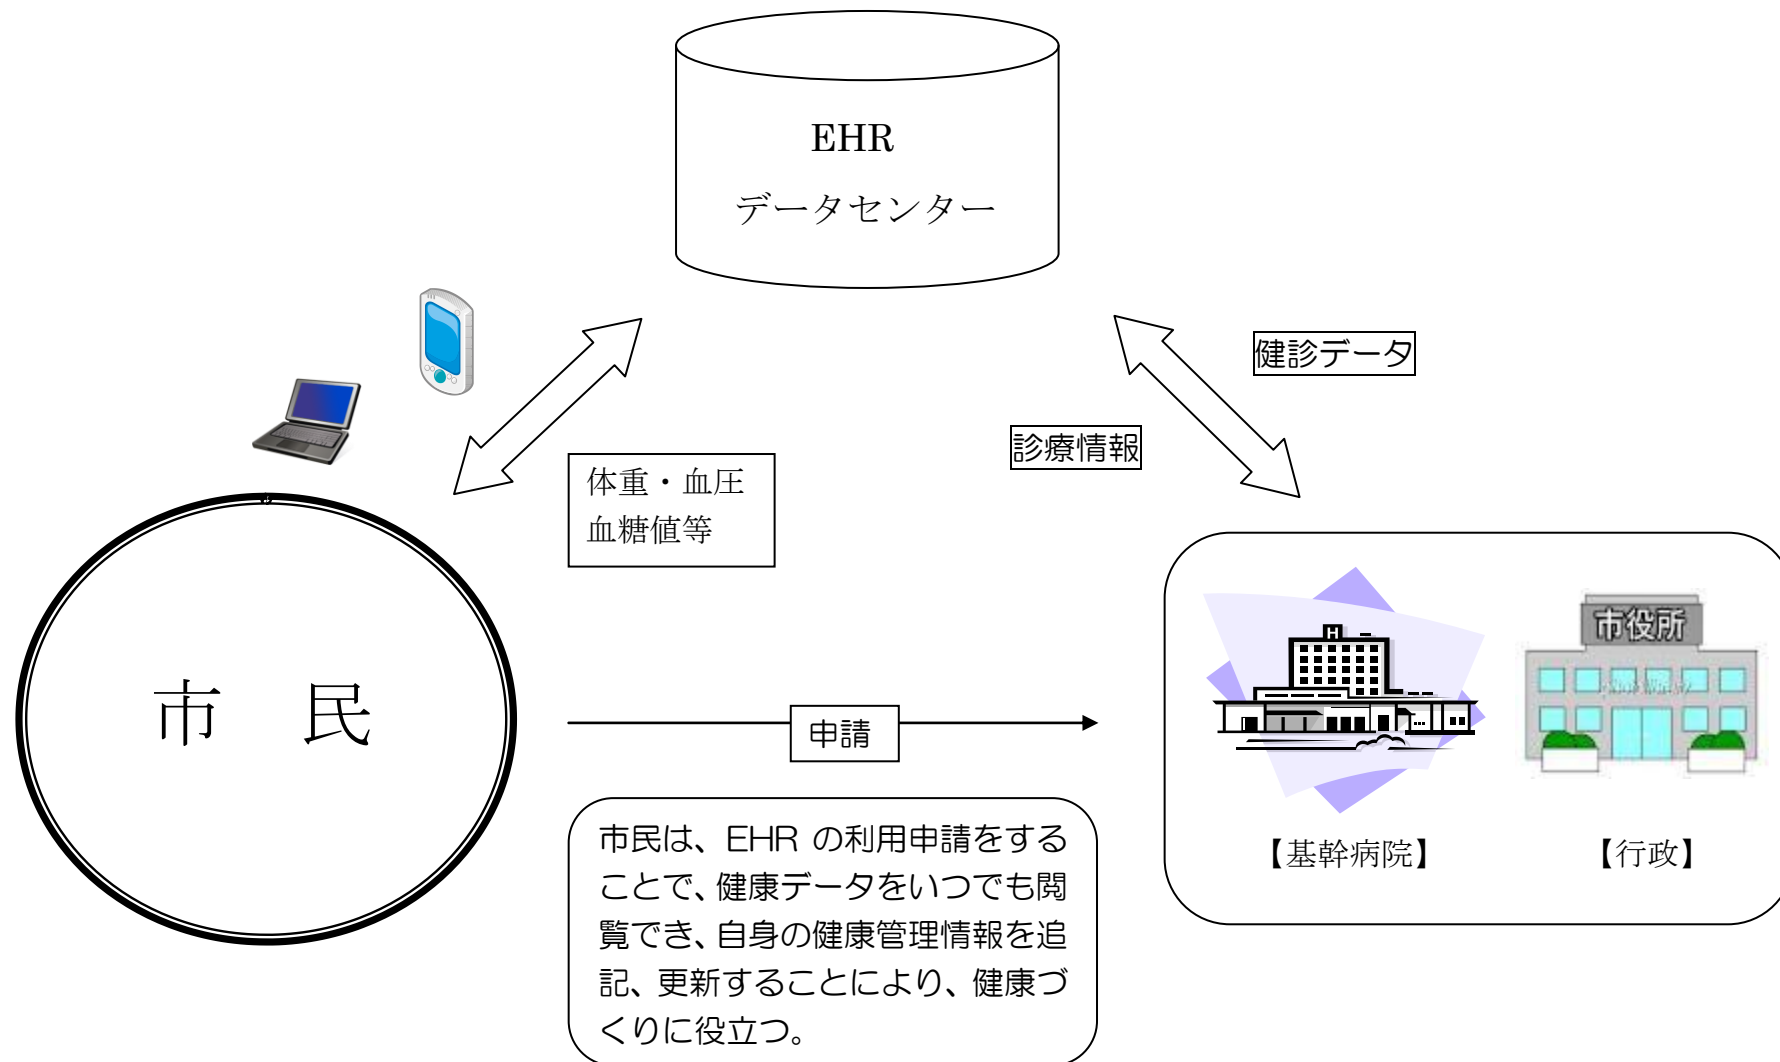 EHR
データセンター
健診データ
診療情報
体重・血圧
血糖値等
市役所
H
市　民
申請
【基幹病院】
【行政】
市民は、EHR の利用申請をする
ことで、健康データをいつでも閲
覧でき、自身の健康管理情報を追
記、更新することにより、健康づ
くりに役立つ。